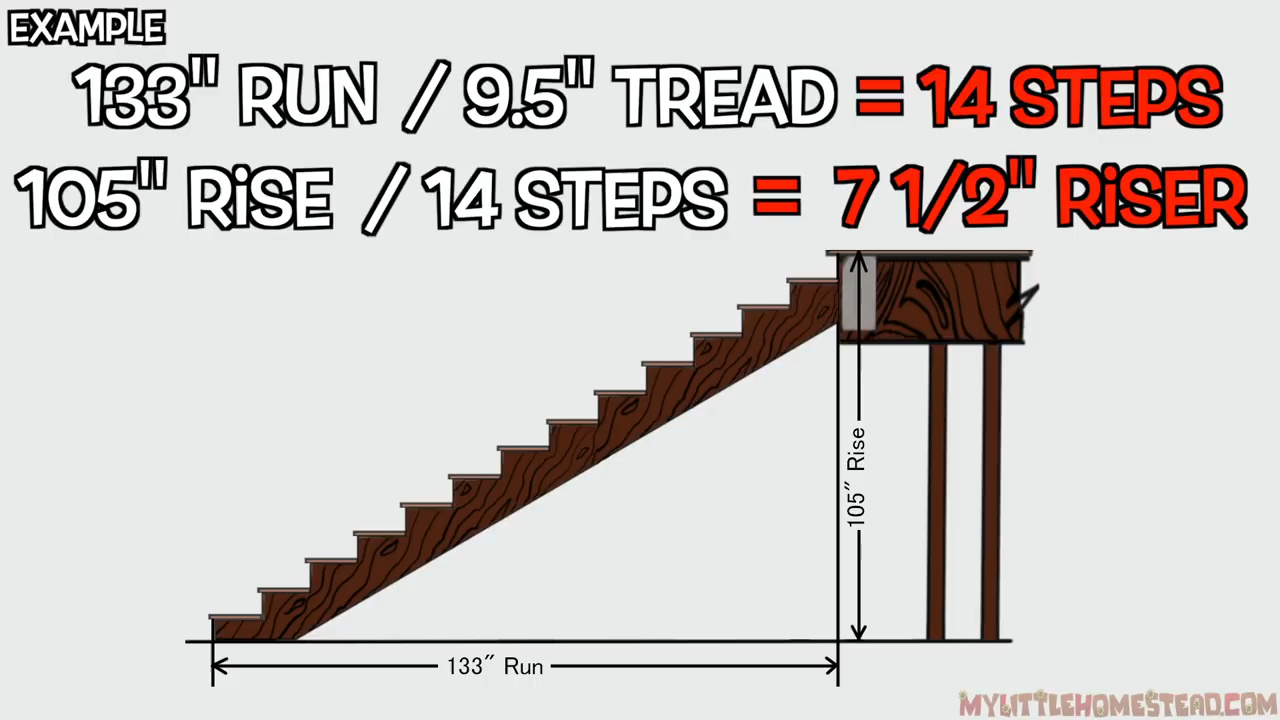 EXAMPLE
133" RUN / 9.5" TREAD = 14 STEPS
105" RiSE / 14 STEPS = 7 1/2" RiSER
105" Rise
133" Run
MYLITTLEHOMESTEAD.COM